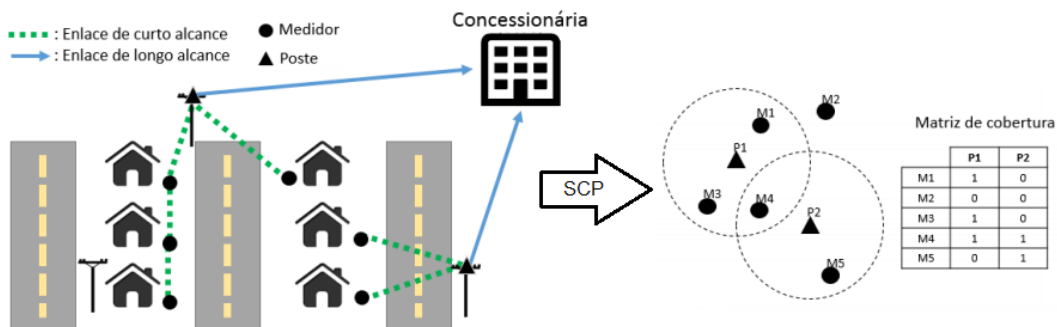 Concessionária
: Enlace de curto alcance
Medidor
: Enlace de longo alcance
Poste
SCP
M1
M2
P1
M3
M4
P2
M5
Matriz de cobertura
P1 P2
M1 1 0
M2 0 0
M3 1 0
M4 1 1
M5 0 1